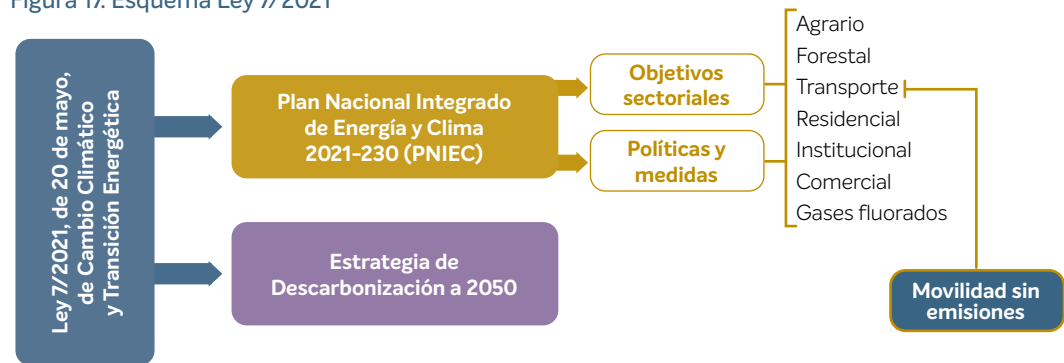 Figura 17. Esquema Ley 7/2021
Ley 7/2021, de 20 de mayo,
de Cambio Climático
y Transición Energética
Plan Nacional Integrado
de Energía y Clima
2021-230 (PNIEC)
Estrategia de
Descarbonización a 2050
Objetivos
sectoriales
Políticas y
medidas
Agrario
Forestal
Transporte
Residencial
Institucional
Comercial
Gases fluorados
Movilidad sin
emisiones